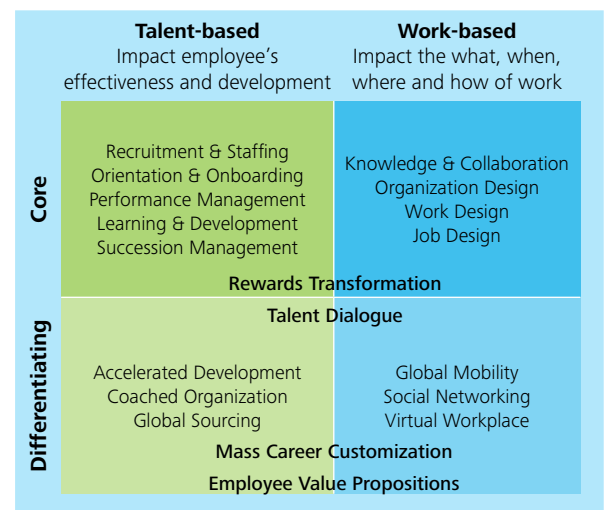 Talent-based
Impact employee's
effectiveness and development
Work-based
Impact the what, when,
where and how of work
Core
Recruitment & Staffing
Orientation & Onboarding
Performance Management
Learning & Development
Succession Management
Knowledge & Collaboration
Organization Design
Work Design
Job Design
Rewards Transformation
Differentiating
Talent Dialogue
Accelerated Development
Coached Organization
Global Sourcing
Global Mobility
Social Networking
Virtual Workplace
Mass Career Customization
Employee Value Propositions